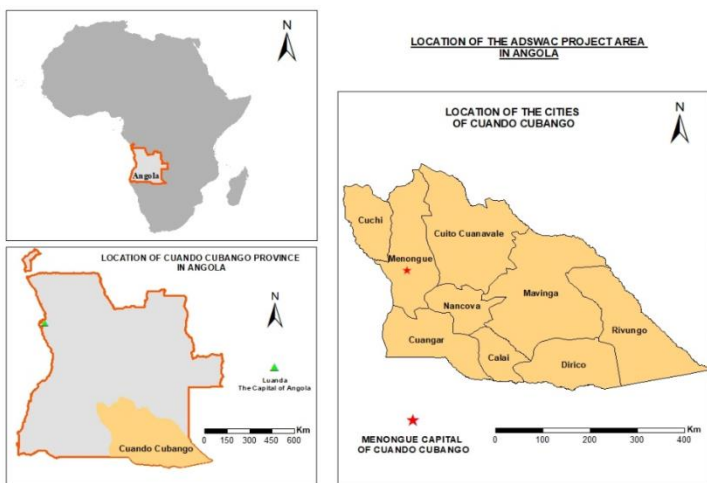 N
Angola
LOCATION OF THE ADSWAC PROJECT AREA
IN ANGOLA
LOCATION OF CUANDO CUBANGO PROVINCE
IN ANGOLA
N
Luanda
The Capital of Angola
Km
0 150 300 450 600
Cuando Cubango
LOCATION OF THE CITIES
OF CUANDO CUBANGO
N
Cuchi
Cuito Cuanavale
Menongue
Mavinga
Nancova
Rivungo
Cuangar
Calai
Dirico
MENONGUE CAPITAL
OF CUANDO CUBANGO
Km
0 100 200 300 400